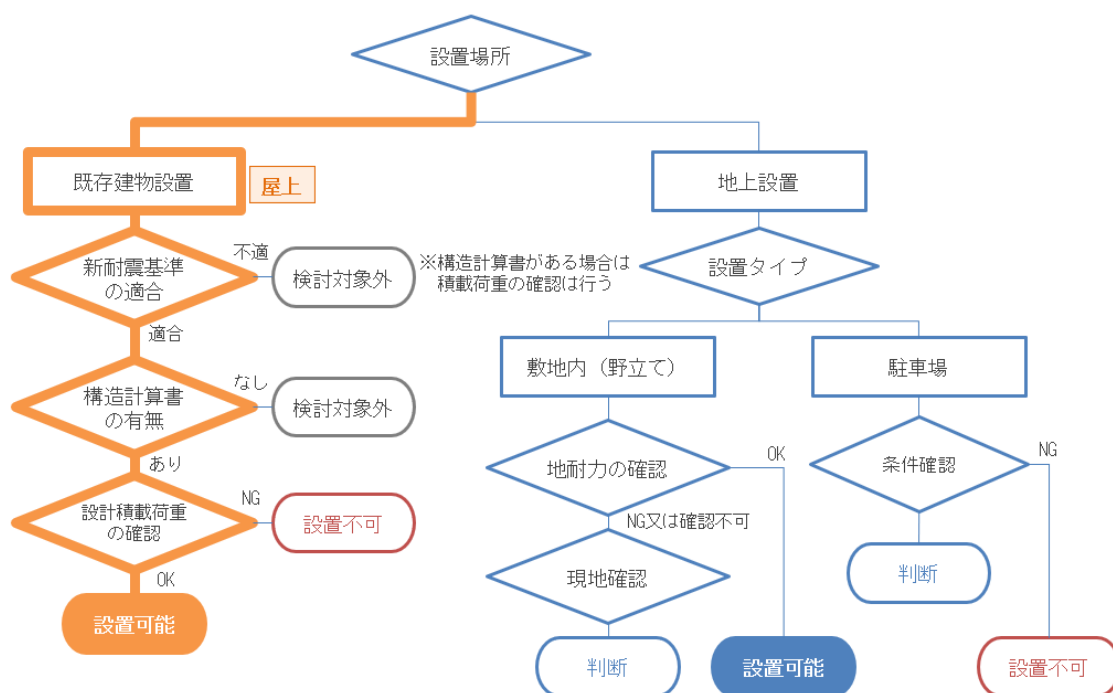 設置場所
既存建物設置
屋上
新耐震基準
の適合
不適
検討対象外
※構造計算書がある場合は
積載荷重の確認は行う
適合
構造計算書
の有無
なし
検討対象外
あり
設計積載荷重
の確認
NG
設置不可
OK
設置可能
地上設置
設置タイプ
敷地内（野立て）
地耐力の確認
OK
NG又は確認不可
現地確認
判断
設置可能
駐車場
条件確認
NG
判断
設置不可